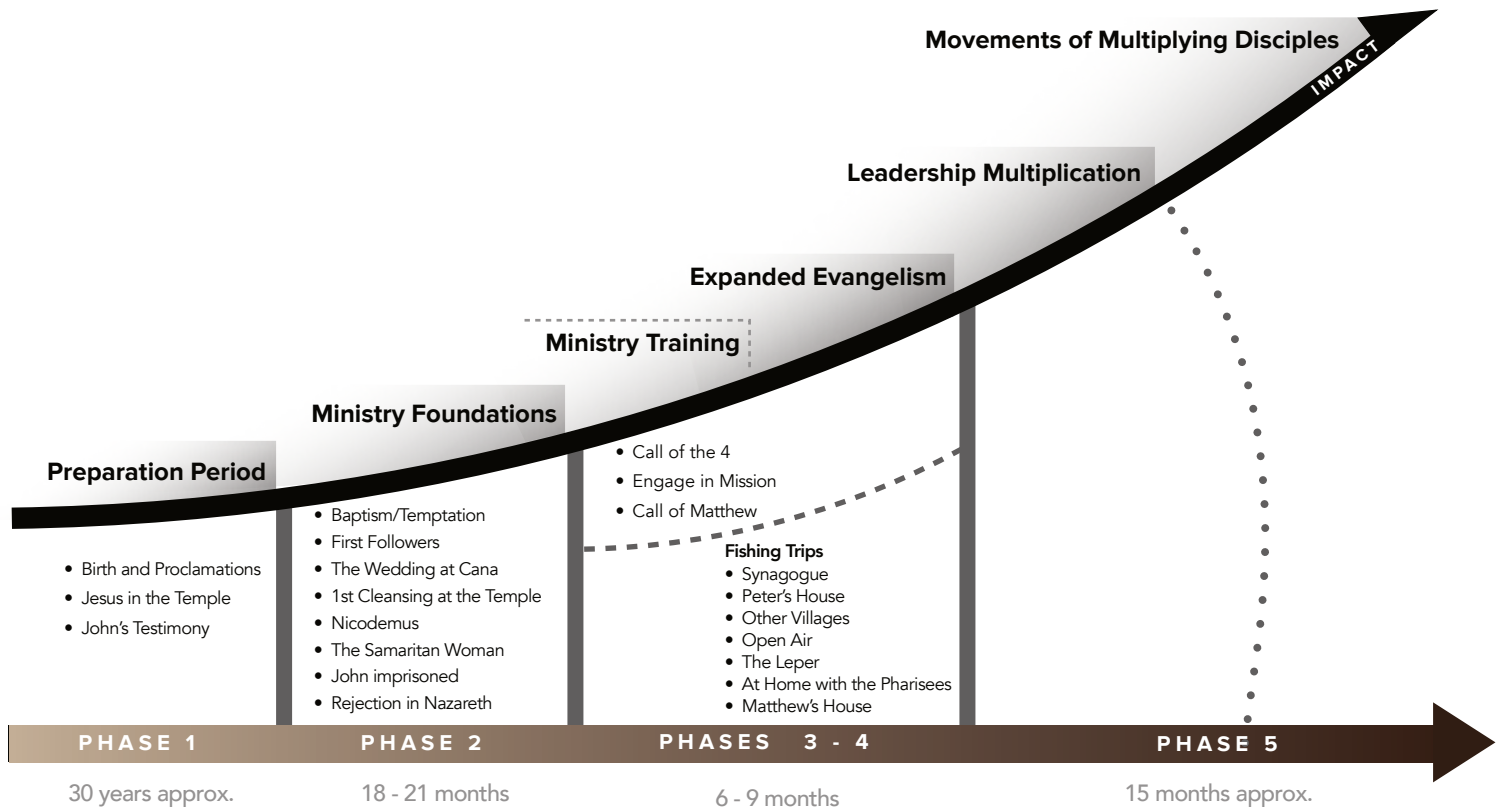 Movements of Multiplying Disciples
IMPACT
Leadership Multiplication
Expanded Evangelism
Ministry Training
Ministry Foundations
Preparation Period
• Birth and Proclamations
• Jesus in the Temple
• John's Testimony
• Baptism/Temptation
• First Followers
• The Wedding at Cana
• 1st Cleansing at the Temple
• Nicodemus
• The Samaritan Woman
• John imprisoned
• Rejection in Nazareth
• Call of the 4
• Engage in Mission
• Call of Matthew
Fishing Trips
• Synagogue
• Peter's House
• Other Villages
• Open Air
• The Leper
• At Home with the Pharisees
• Matthew's House
PHASE 1
PHASE 2
PHASES 3 - 4
PHASE 5
30 years approx.
18 - 21 months
6 - 9 months
15 months approx.